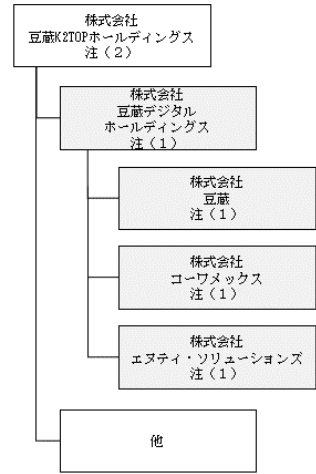 株式会社
豆蔵K2TOPホールディングス
注（２）
株式会社
豆蔵デジタル
ホールディングス
注（１）
株式会社
豆蔵
注（１）
株式会社
コーワメックス
注（１）
株式会社
エヌティ・ソリューションズ
注（１）
他